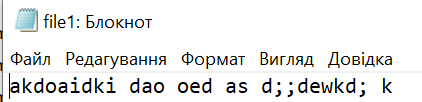 file1: Блокнот
Файл Редагування Формат Вигляд Довідка
akdoaidki dao oed as d;;dewkd; k